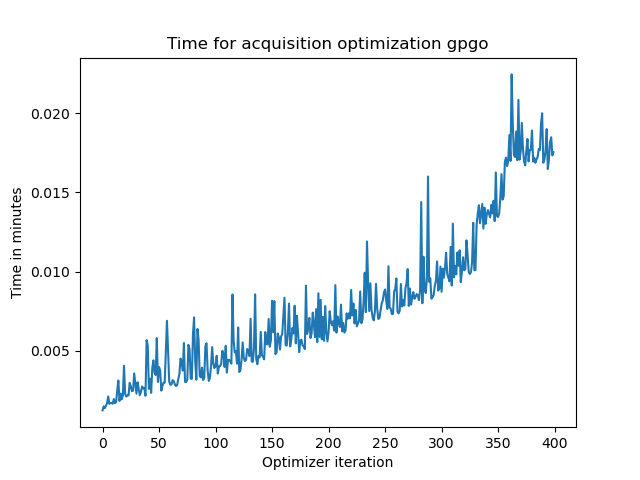 Time for acquisition optimization gpgo
0.020
0.015
0.010
0.005
Time in minutes
0 50 100 150 200 250 300 350 400
Optimizer iteration